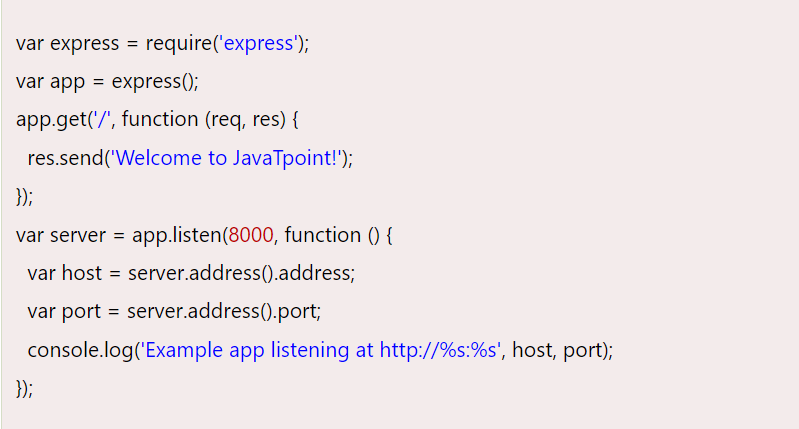 var express = require('express');
var app = express();
app.get('/', function (req, res) {
  res.send('Welcome to JavaTpoint!');
});
var server = app.listen(8000, function () {
  var host = server.address().address;
  var port = server.address().port;
  console.log('Example app listening at http://%s:%s', host, port);
});